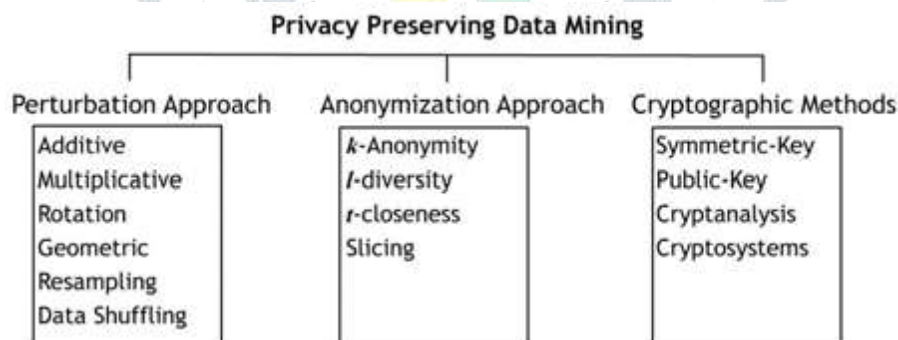 Privacy Preserving Data Mining
Perturbation Approach
Additive
Multiplicative
Rotation
Geometric
Resampling
Data Shuffling
Anonymization Approach
k-Anonymity
l-diversity
t-closeness
Slicing
Cryptographic Methods
Symmetric-Key
Public-Key
Cryptanalysis
Cryptosystems